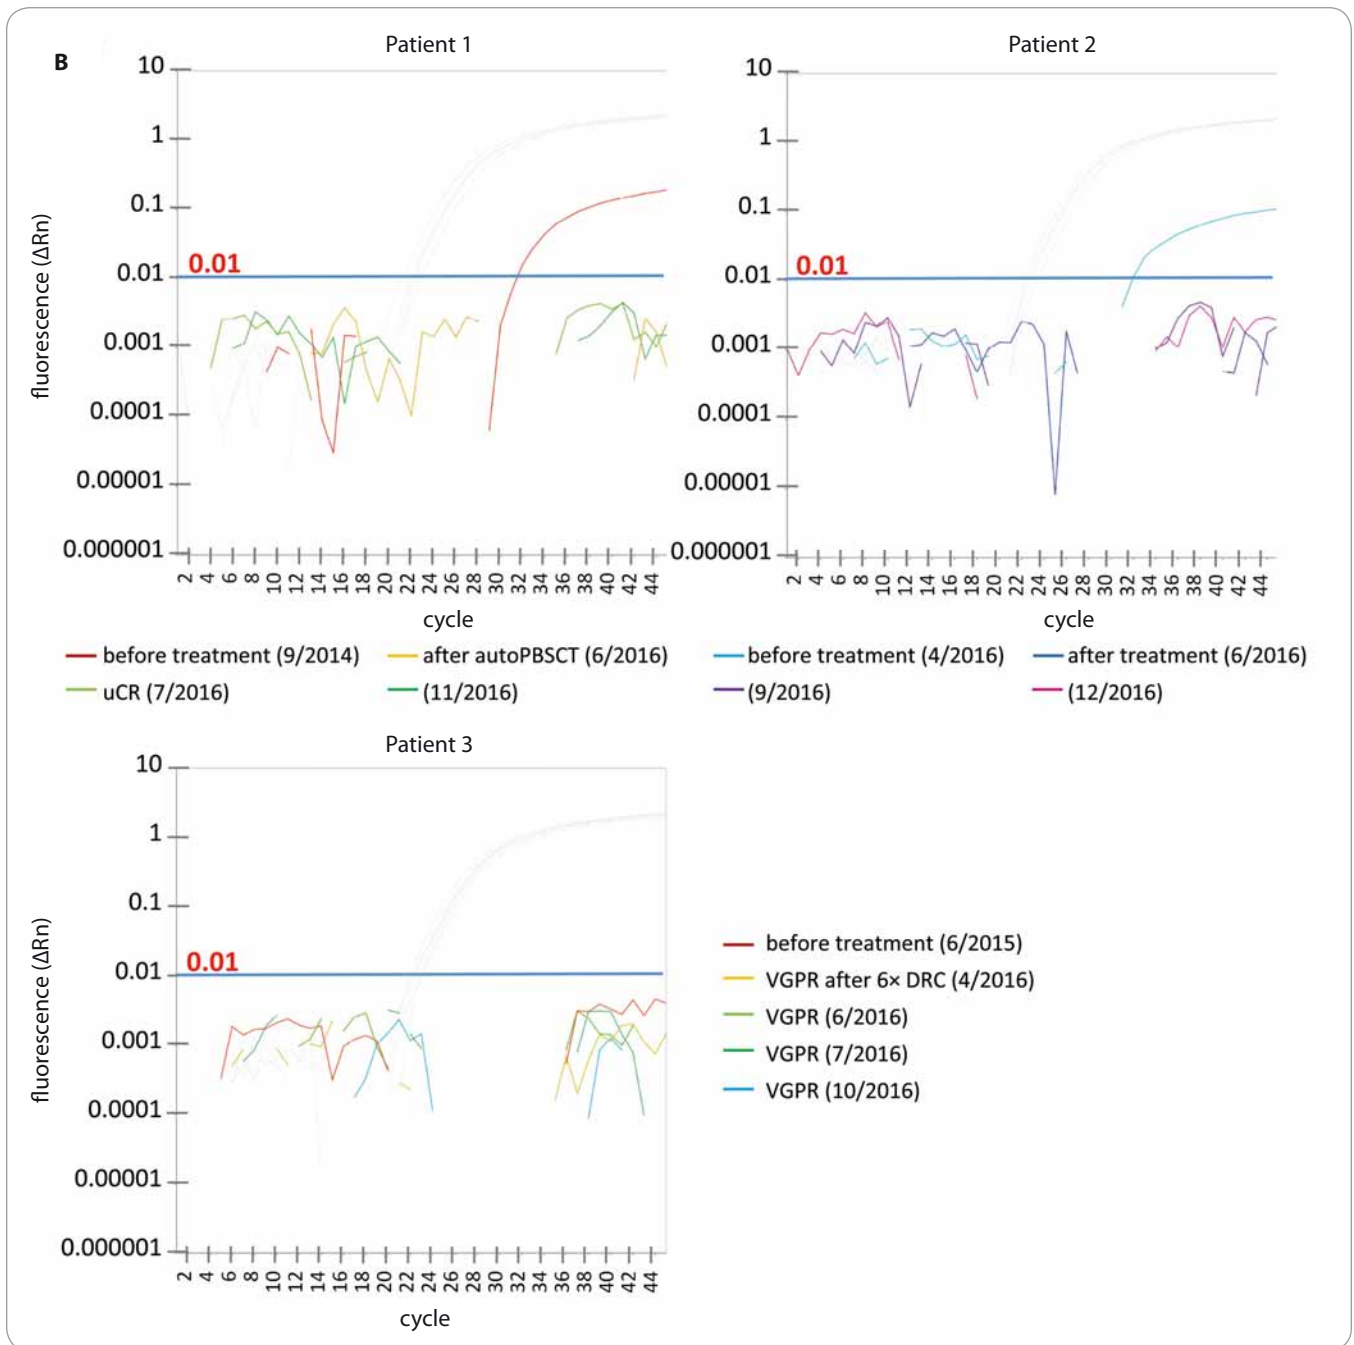 B
Patient 1
Patient 2
fluorescence (ΔRn)
10
1
0.1
0.01
0.001
0.0001
0.00001
0.000001
0.01
2 4 6 8 10 12 14 16 18 20 22 24 26 28 30 32 34 36 38 40 42 44
cycle
10
1
0.1
0.01
0.001
0.0001
0.00001
0.000001
0.01
2 4 6 8 10 12 14 16 18 20 22 24 26 28 30 32 34 36 38 40 42 44
cycle
before treatment (9/2014)
after autoPBSCT (6/2016)
uCR (7/2016)
(11/2016)
before treatment (4/2016)
after treatment (6/2016)
(9/2016)
(12/2016)
Patient 3
fluorescence (ΔRn)
10
1
0.1
0.01
0.001
0.0001
0.00001
0.000001
0.01
2 4 6 8 10 12 14 16 18 20 22 24 26 28 30 32 34 36 38 40 42 44
cycle
before treatment (6/2015)
VGPR after 6× DRC (4/2016)
VGPR (6/2016)
VGPR (7/2016)
VGPR (10/2016)